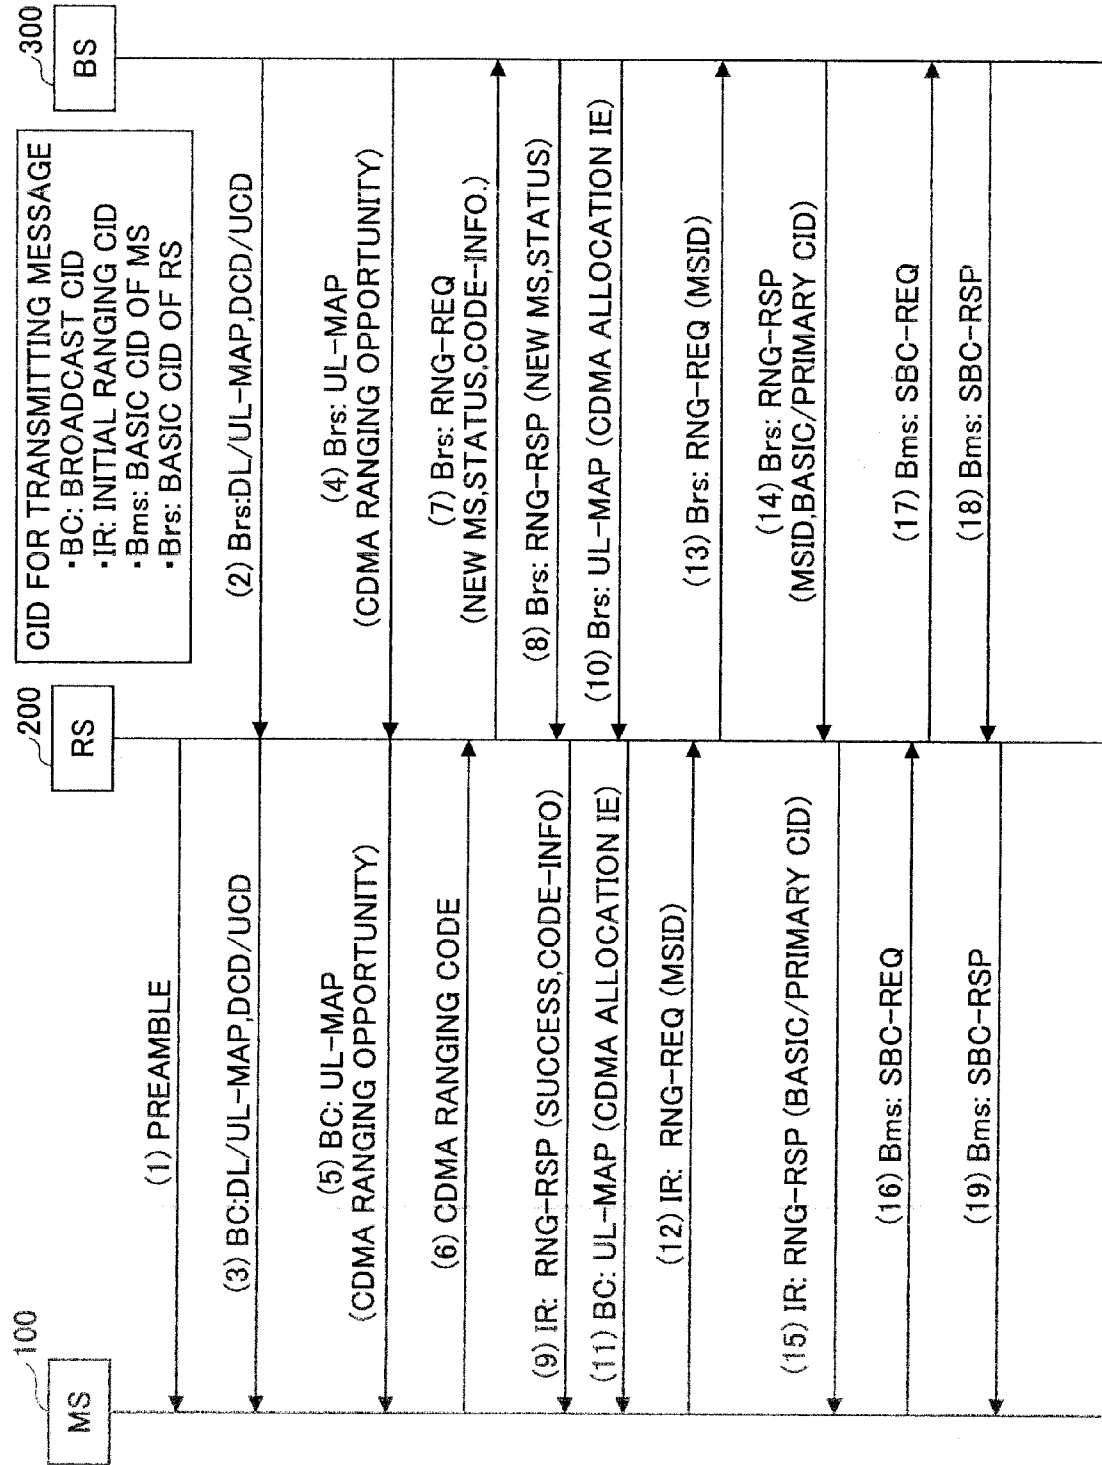 MS
100
RS
200
BS
300
CID FOR TRANSMITTING MESSAGE
・BC: BROADCAST CID
・IR: INITIAL RANGING CID
・Bms: BASIC CID OF MS
・Brs: BASIC CID OF RS
(1) PREAMBLE
(2) Brs:DL/UL-MAP,DCD/UCD
(3) BC:DL/UL-MAP,DCD/UCD
(4) Brs: UL-MAP
(CDMA RANGING OPPORTUNITY)
(5) BC: UL-MAP
(CDMA RANGING OPPORTUNITY)
(6) CDMA RANGING CODE
(7) Brs: RNG-REQ
(NEW MS,STATUS,CODE-INFO.)
(8) Brs: RNG-RSP (NEW MS,STATUS)
(9) IR: RNG-RSP (SUCCESS,CODE-INFO)
(10) Brs: UL-MAP (CDMA ALLOCATION IE)
(11) BC: UL-MAP (CDMA ALLOCATION IE)
(12) IR: RNG-REQ (MSID)
(13) Brs: RNG-REQ (MSID)
(14) Brs: RNG-RSP
(MSID,BASIC/PRIMARY CID)
(15) IR: RNG-RSP (BASIC/PRIMARY CID)
(16) Bms: SBC-REQ
(17) Bms: SBC-REQ
(18) Bms: SBC-RSP
(19) Bms: SBC-RSP